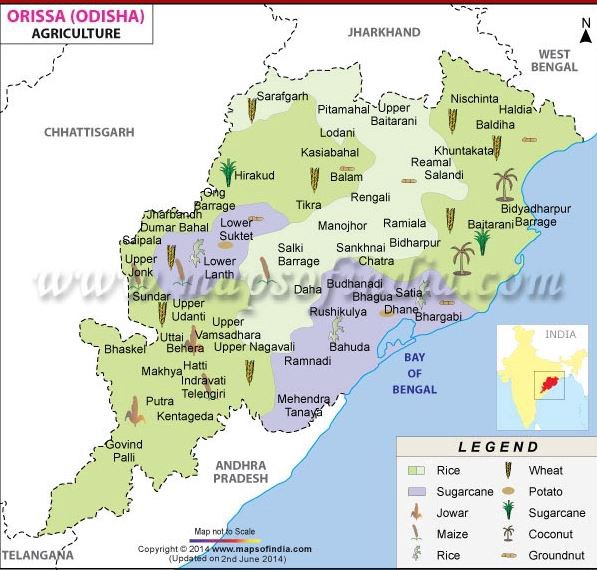 ORISSA (ODISHA)
AGRICULTURE
JHARKHAND
N
WEST
BENGAL
CHHATTISGARH
Sarafgarh
Pitamahal
Upper
Baitarani
Nischinta
Haldia
Baldiha
Lodani
Kasiabahal
Khuntakata
Reamal
Salandi
Hirakud
Balam
Ong
Barrage
Tikra
Rengali
Bidyadharpur
Barrage
Jharbandh
Dumar Bahal
Lower
Suktet
Manojhor
Ramiala
Baitarani
Salipala
Salki
Barrage
Sankhnai
Bidharpur
Upper
Jonk
Lower
Lanth
Chatra
www.mapsofindia.com
Sundar
Daha
Budhanadi
Upper
Udanti
Bhagua
Satia
Rushikulya
Dhane
Bhargabi
Uttai
Behera
Upper
Vamsadhara
Bhaskel
Upper Nagavali
Bahuda
BAY
OF
BENGAL
INDIA
Makhya
Hatti
Ramnadi
Indravati
Telengiri
Putra
Kentageda
Mehendra
Tanaya
Govind
Palli
ANDHRA
PRADESH
TELANGANA
LEGEND
Rice
Wheat
Sugarcane
Potato
Jowar
Sugarcane
Maize
Coconut
Rice
Groundnut
Map not to Scale
Copyright © 2014 www.mapsofindia.com
(Updated on 2nd June 2014)